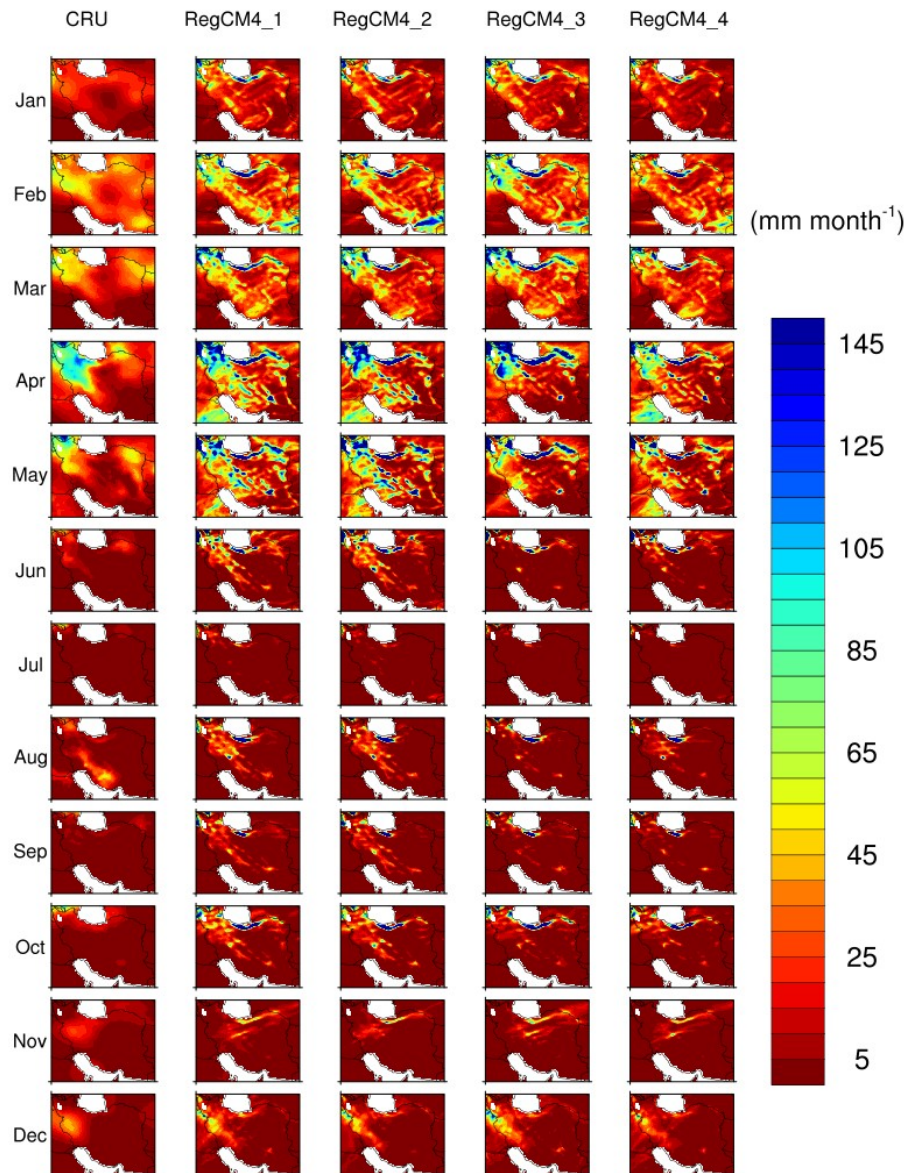 CRU RegCM4_1 RegCM4_2 RegCM4_3 RegCM4_4
Jan
Feb
(mm month-1)
Mar
145
Apr
125
May
105
Jun
85
Jul
65
Aug
45
Sep
25
Oct
5
Nov
Dec